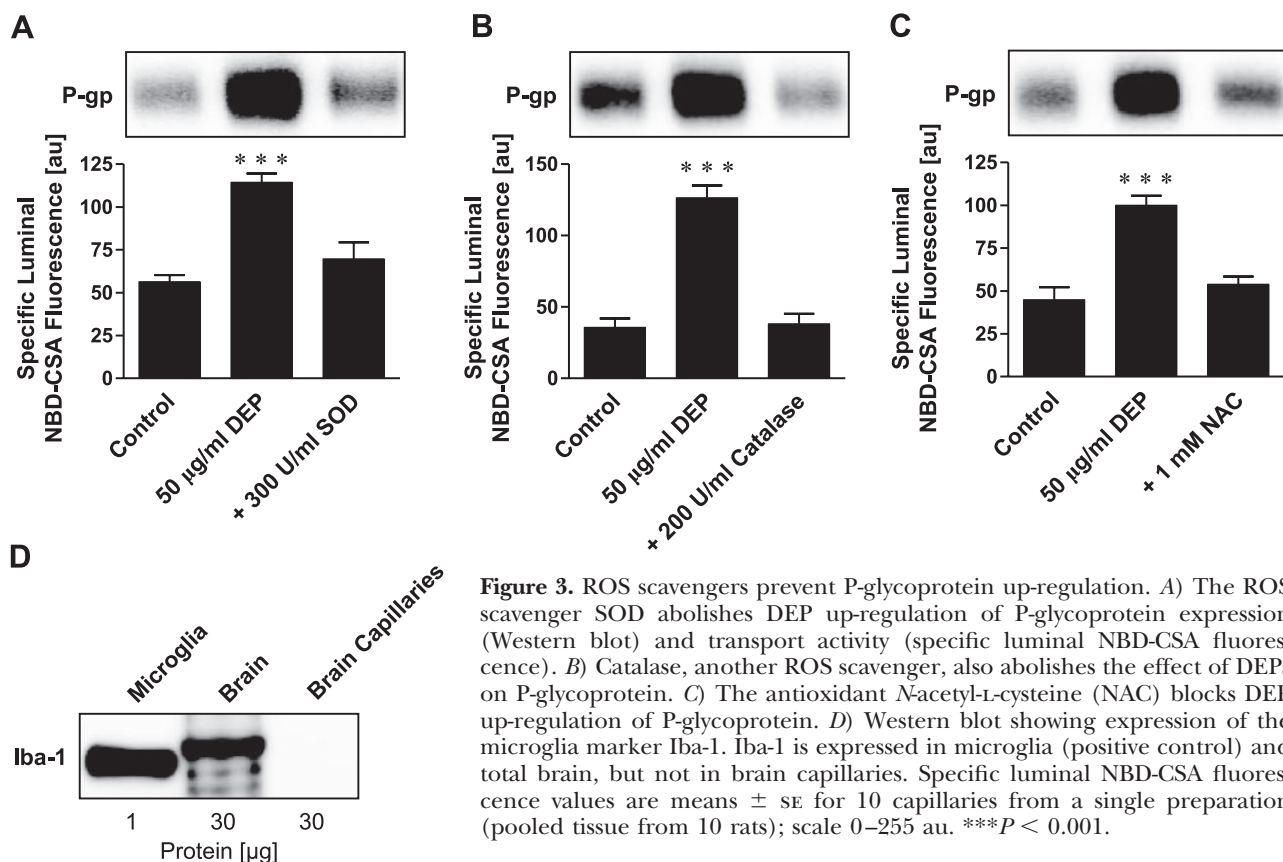 A
P-gp
Specific Luminal
NBD-CSA Fluorescence [au]
125
100
75
50
25
0
* * *
Control
50 µg/ml DEP
+ 300 U/ml SOD
B
P-gp
Specific Luminal
NBD-CSA Fluorescence [au]
150
100
50
0
* * *
Control
50 µg/ml DEP
+ 200 U/ml Catalase
C
P-gp
Specific Luminal
NBD-CSA Fluorescence [au]
125
100
75
50
25
0
* * *
Control
50 µg/ml DEP
+ 1 mM NAC
D
Microglia
Brain
Brain Capillaries
Iba-1
1 30 30
Protein [µg]
Figure 3. ROS scavengers prevent P-glycoprotein up-regulation. A) The ROS
scavenger SOD abolishes DEP up-regulation of P-glycoprotein expression
(Western blot) and transport activity (specific luminal NBD-CSA fluores
cence). B) Catalase, another ROS scavenger, also abolishes the effect of DEP
on P-glycoprotein. C) The antioxidant N-acetyl-L-cysteine (NAC) blocks DEP
up-regulation of P-glycoprotein. D) Western blot showing expression of the
microglia marker Iba-1. Iba-1 is expressed in microglia (positive control) and
total brain, but not in brain capillaries. Specific luminal NBD-CSA fluores
cence values are means ± SE for 10 capillaries from a single preparation
(pooled tissue from 10 rats); scale 0–255 au. ***P < 0.001.